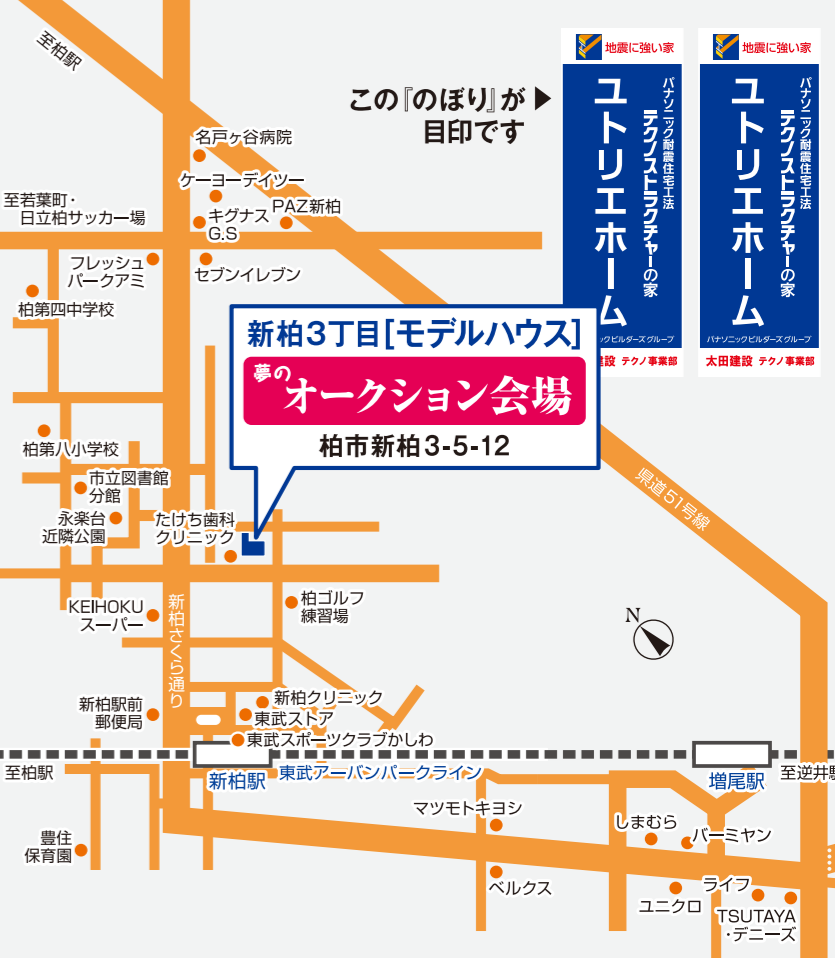 至柏駅
この『のぼり』が
目印です
地震に強い家
パナソニック耐震住宅工法
テクノストラクチャーの家
ユトリエホーム
ックビルダーズグループ
建設 テクノ事業部
地震に強い家
パナソニック耐震住宅工法
テクノストラクチャーの家
ユトリエホーム
パナソニックビルダーズグループ
太田建設 テクノ事業部
名戸ヶ谷病院
ケーヨーデイツー
至若葉町・
日立柏サッカー場
キグナス
G.S
PAZ新柏
フレッシュ
パークアミ
セブンイレブン
柏第四中学校
新柏3丁目[モデルハウス]
夢の
オークション会場
柏市新柏3-5-12
柏第八小学校
市立図書館
分館
永楽台
近隣公園
たけち歯科
クリニック
県道51号線
KEIHOKU
スーパー
新柏さくら通り
柏ゴルフ
練習場
N
新柏駅前
郵便局
新柏クリニック
東武ストア
東武スポーツクラブかしわ
至柏駅
新柏駅
東武アーバンパークライン
増尾駅
至逆井駅
マツモトキヨシ
しまむら
バーミヤン
豊住
保育園
ベルクス
ユニクロ
ライフ
TSUTAYA
・デニーズ